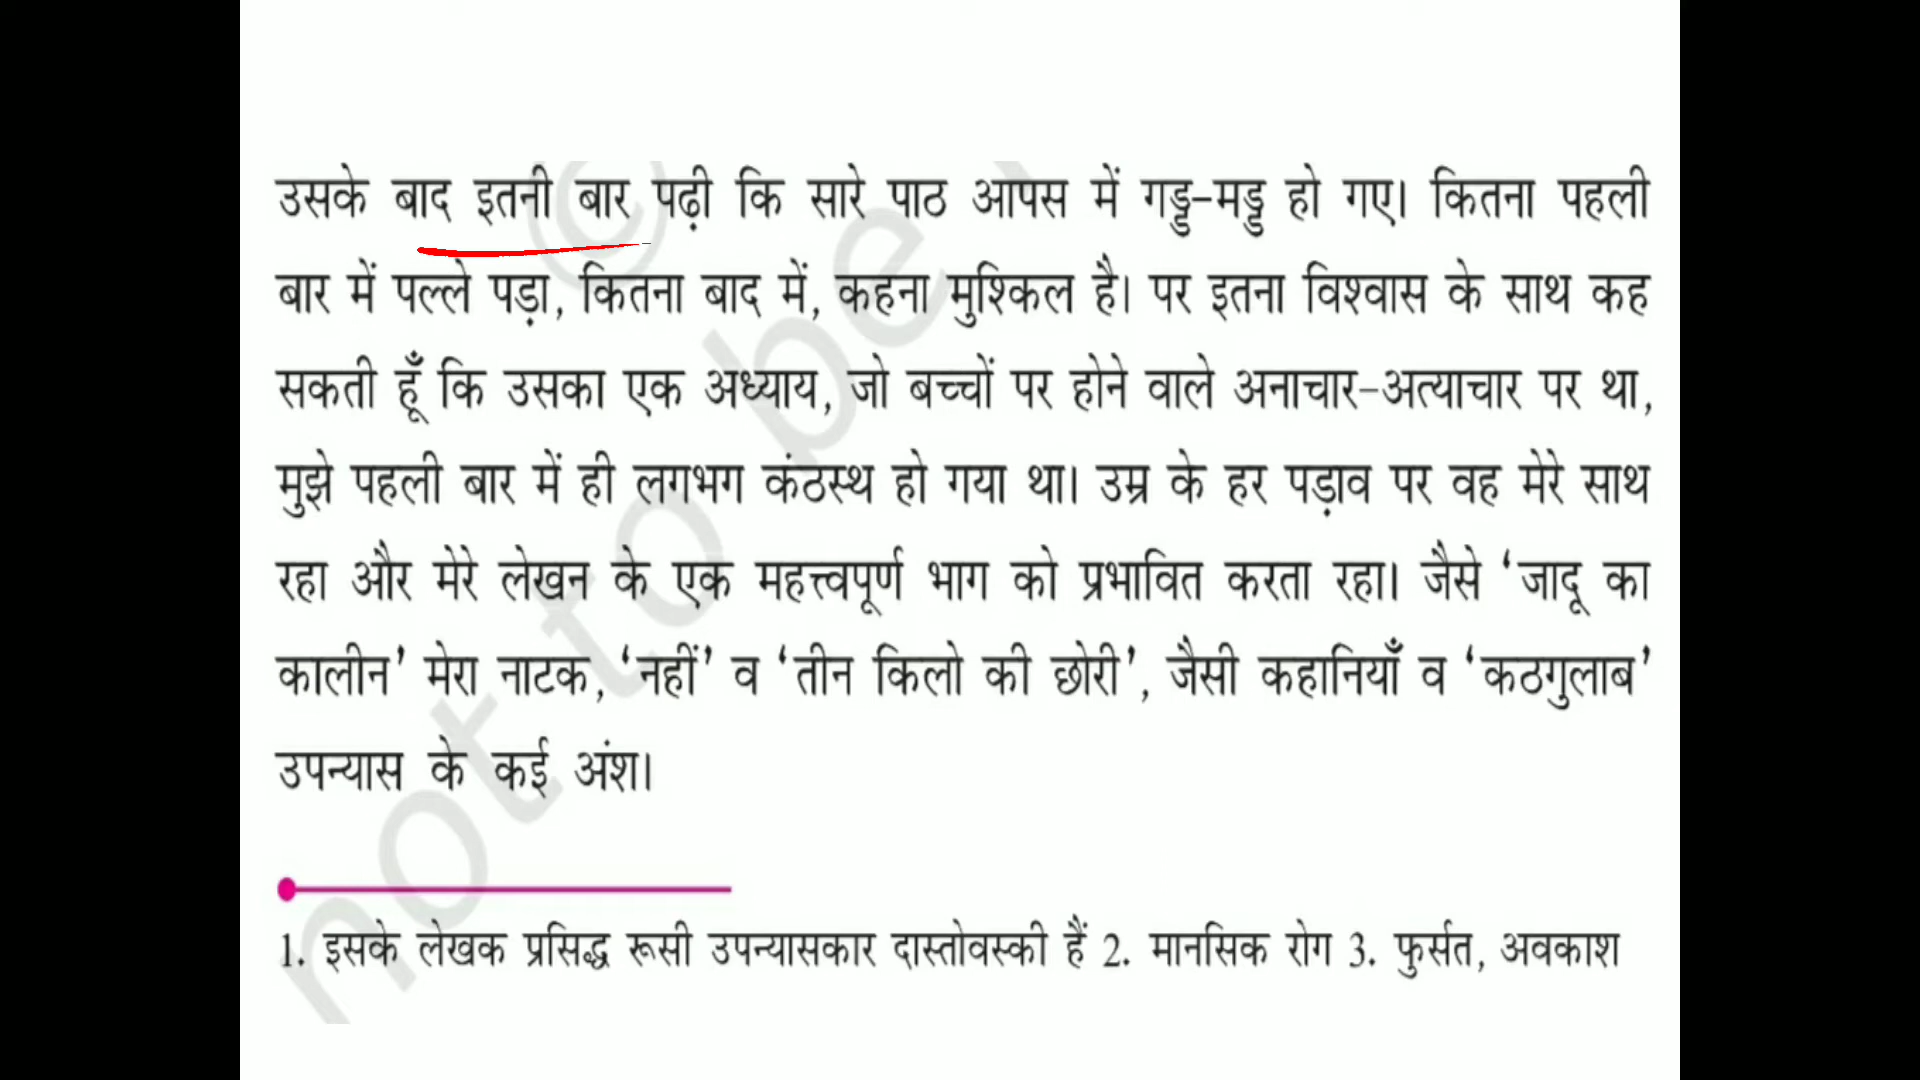 उसके बाद इतनी बार पढ़ी कि सारे पाठ आपस में गड्ड-मड्ड हो गए। कितना पहली
बार में पल्ले पड़ा, कितना बाद में, कहना मुश्किल है। पर इतना विश्वास के साथ कह
सकती हूँ कि उसका एक अध्याय, जो बच्चों पर होने वाले अनाचार-अत्याचार पर था,
मुझे पहली बार में ही लगभग कंठस्थ हो गया था। उम्र के हर पड़ाव पर वह मेरे साथ
रहा और मेरे लेखन के एक महत्त्वपूर्ण भाग को प्रभावित करता रहा। जैसे ‘जादू का
कालीन’ मेरा नाटक, ‘नहीं’ व ‘तीन किलो की छोरी’, जैसी कहानियाँ व ‘कठगुलाब’
उपन्यास के कई अंश।
1. इसके लेखक प्रसिद्ध रूसी उपन्यासकार दास्तोवस्की हैं 2. मानसिक रोग 3. फुर्सत, अवकाश
© not to be